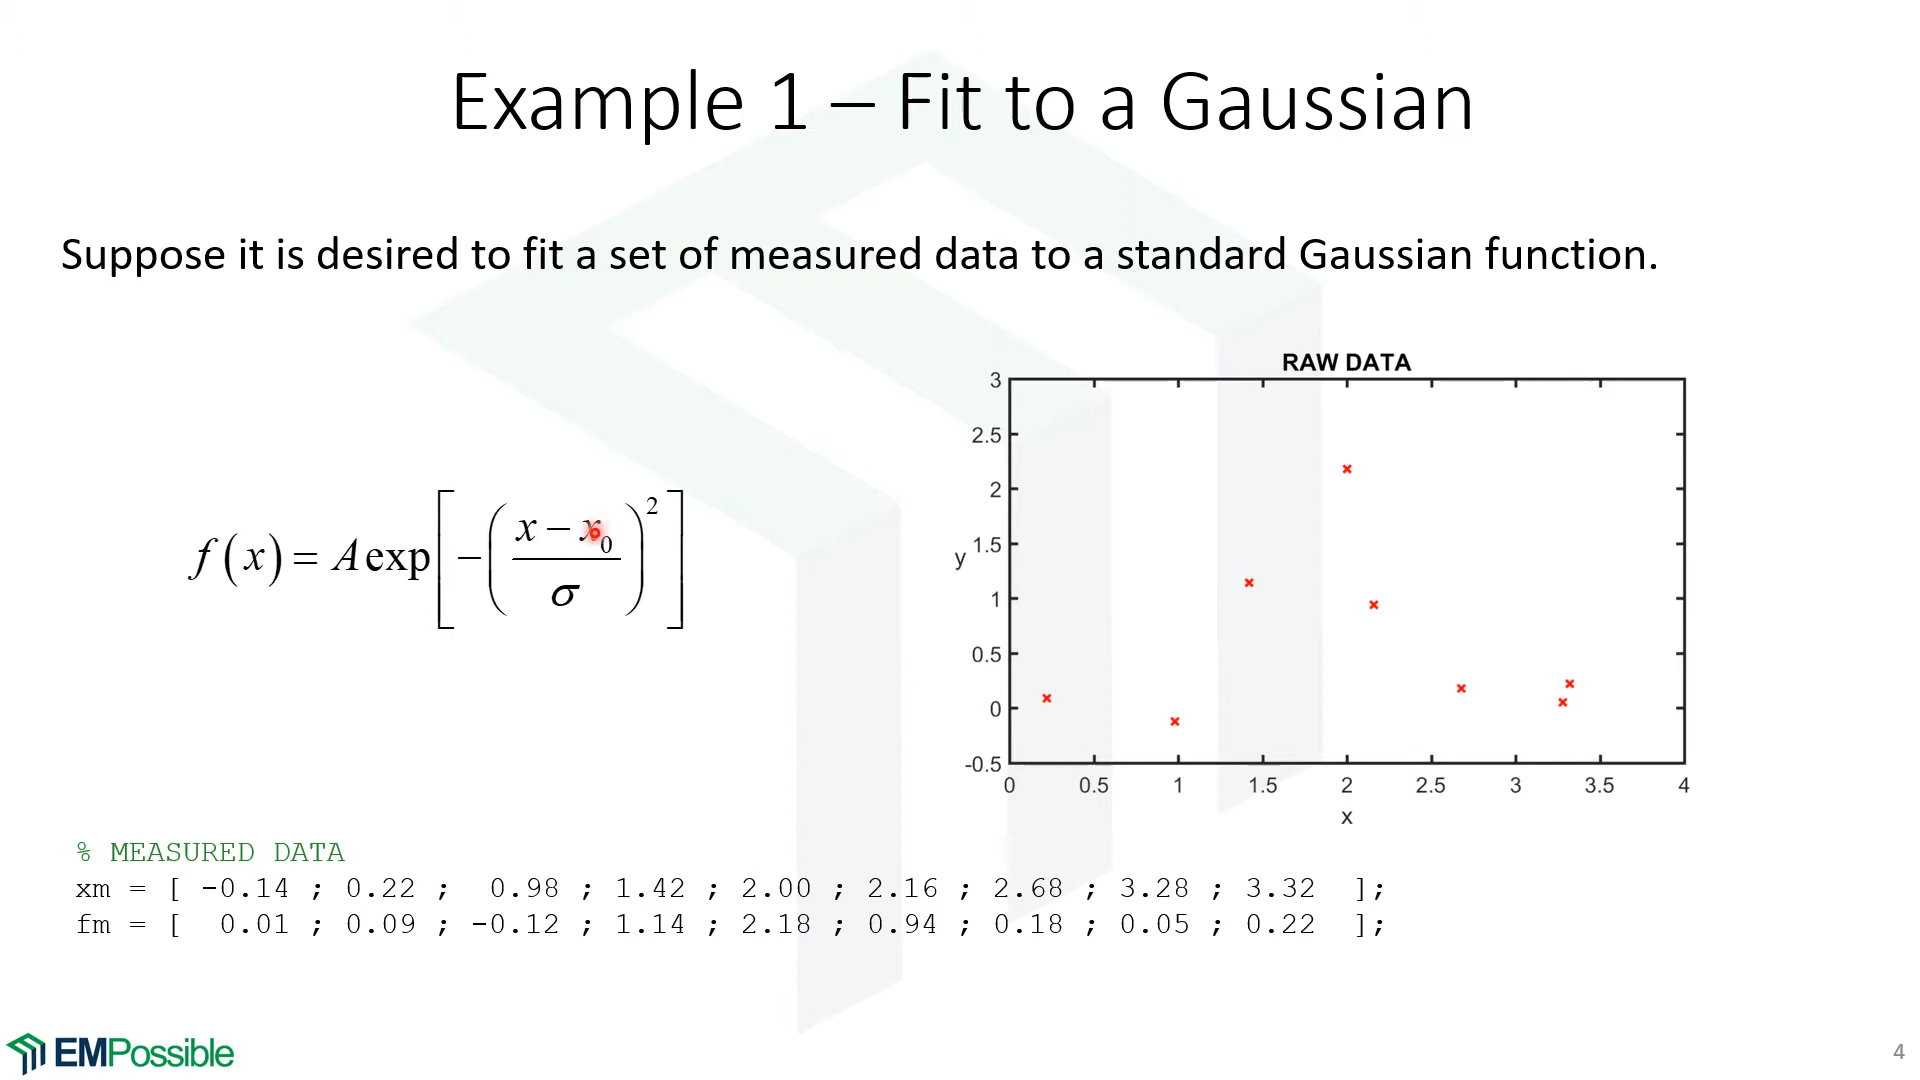 Example 1 – Fit to a Gaussian
Suppose it is desired to fit a set of measured data to a standard Gaussian function.
f(x) = A exp[−((x − x₀)/σ)²]
RAW DATA
3
2.5
2
1.5
1
0.5
0
-0.5
y
0 0.5 1 1.5 2 2.5 3 3.5 4
x
% MEASURED DATA
xm = [ -0.14 ; 0.22 ;  0.98 ; 1.42 ; 2.00 ; 2.16 ; 2.68 ; 3.28 ; 3.32  ];
fm = [  0.01 ; 0.09 ; -0.12 ; 1.14 ; 2.18 ; 0.94 ; 0.18 ; 0.05 ; 0.22  ];
EMPossible
4